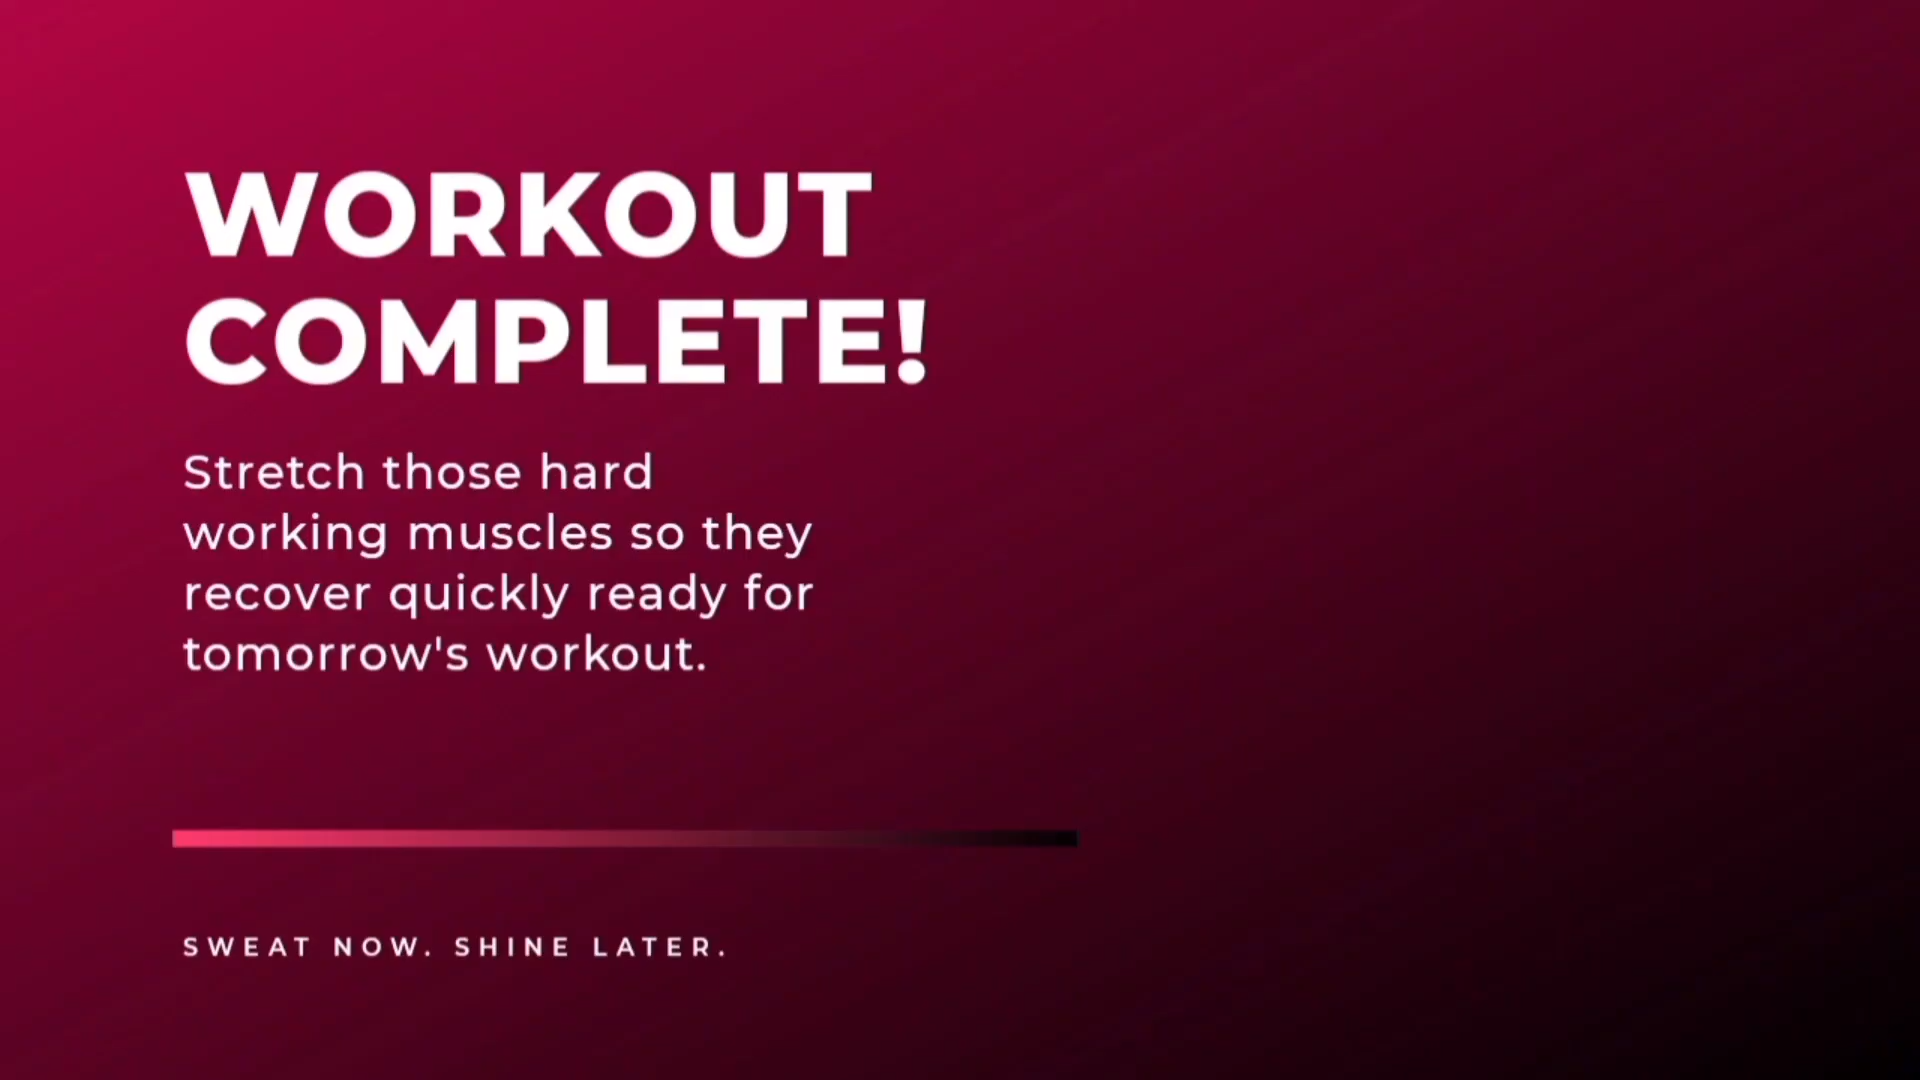 WORKOUT
COMPLETE!
Stretch those hard
working muscles so they
recover quickly ready for
tomorrow's workout.
SWEAT NOW. SHINE LATER.